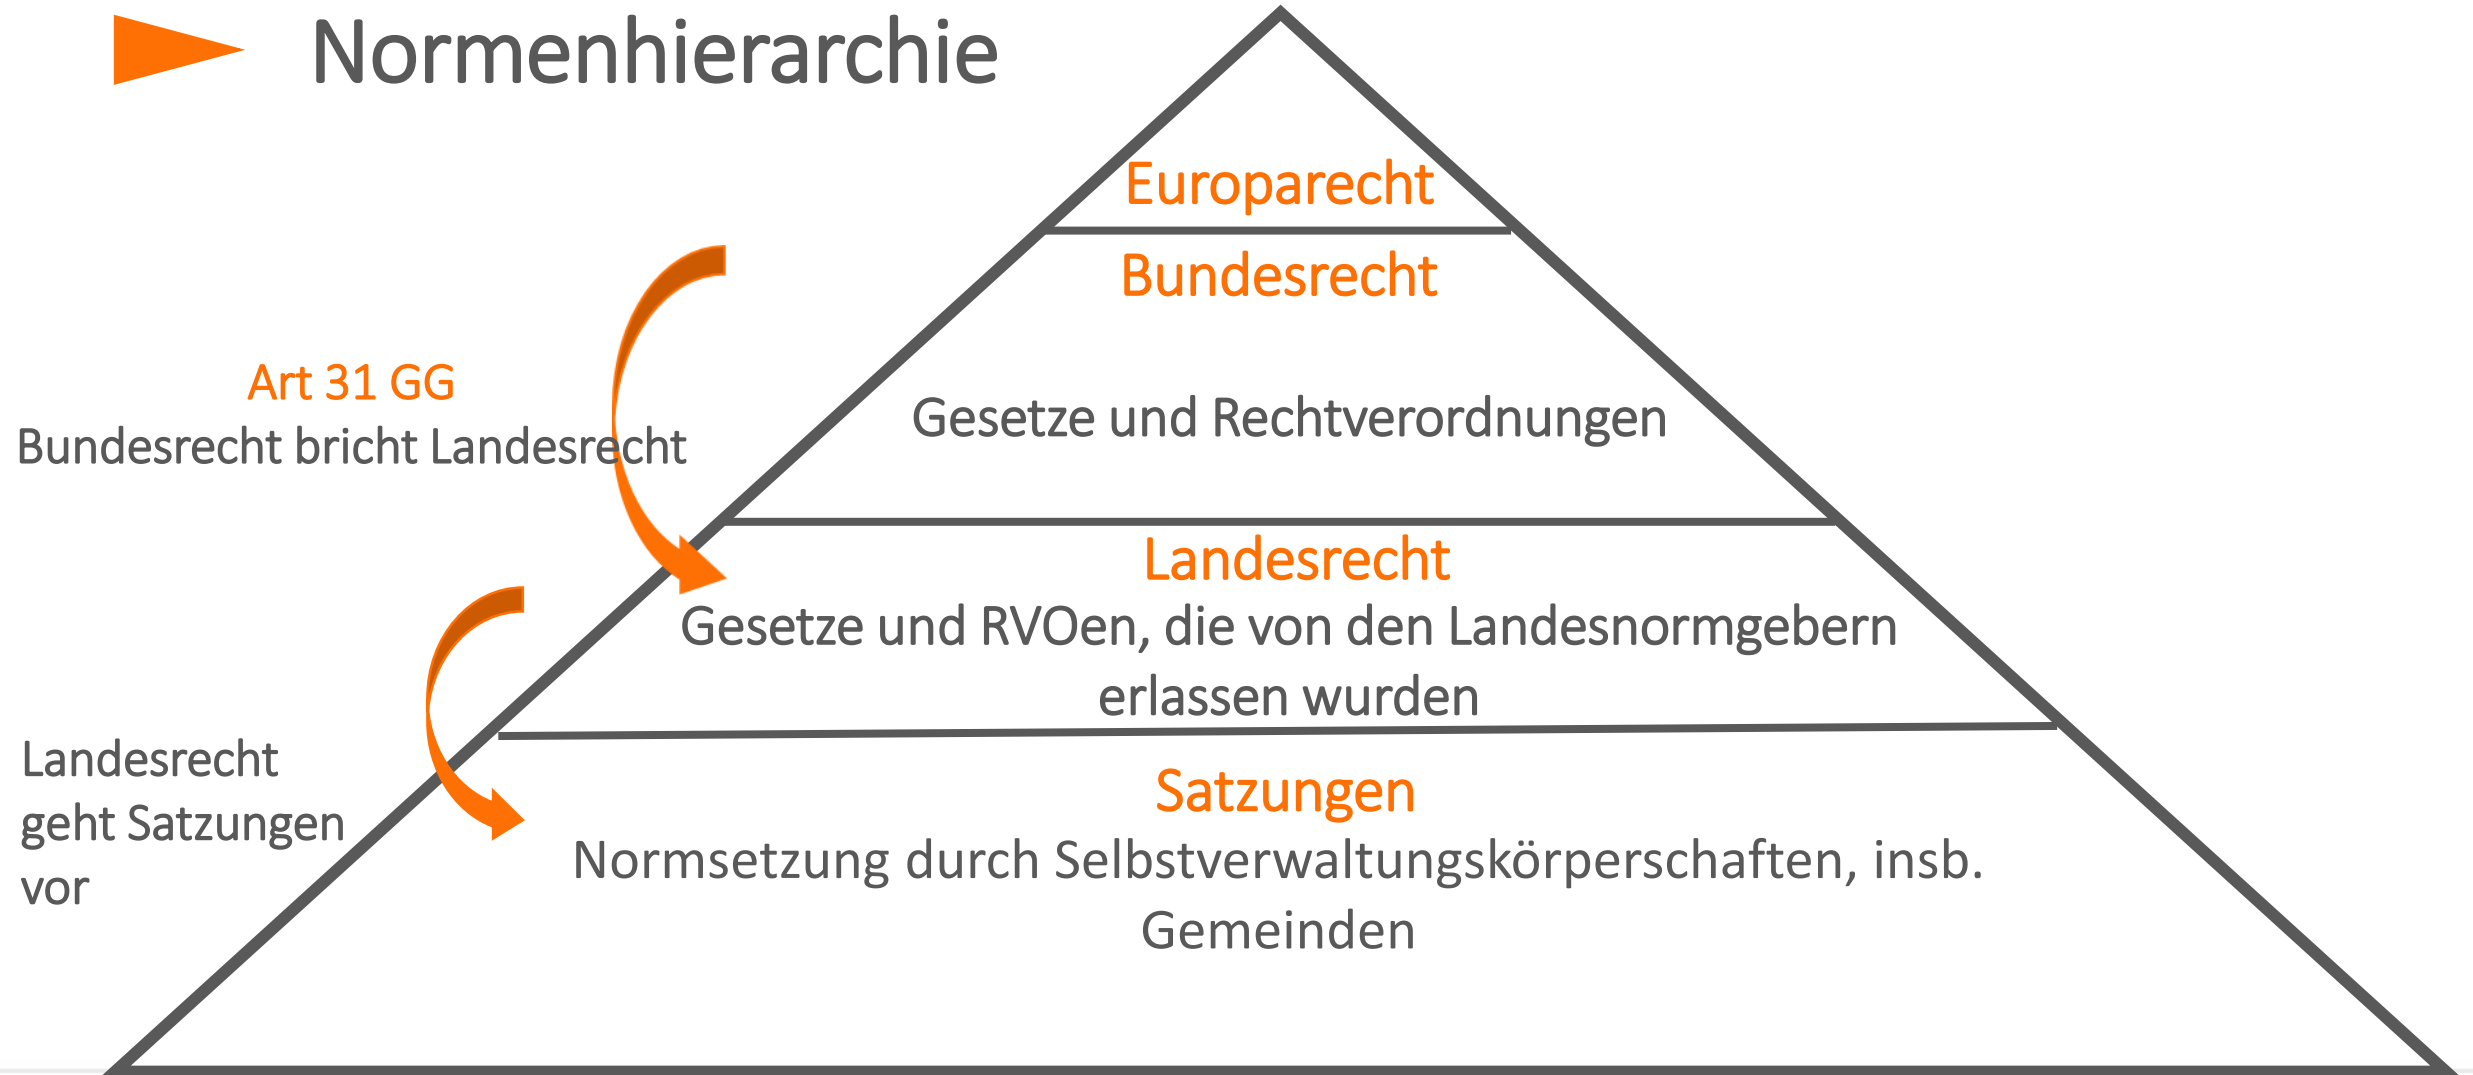 Normenhierarchie
Europarecht
Bundesrecht
Art 31 GG
Bundesrecht bricht Landesrecht
Gesetze und Rechtverordnungen
Landesrecht
Gesetze und RVOen, die von den Landesnormgebern
erlassen wurden
Landesrecht
geht Satzungen
vor
Satzungen
Normsetzung durch Selbstverwaltungskörperschaften, insb.
Gemeinden